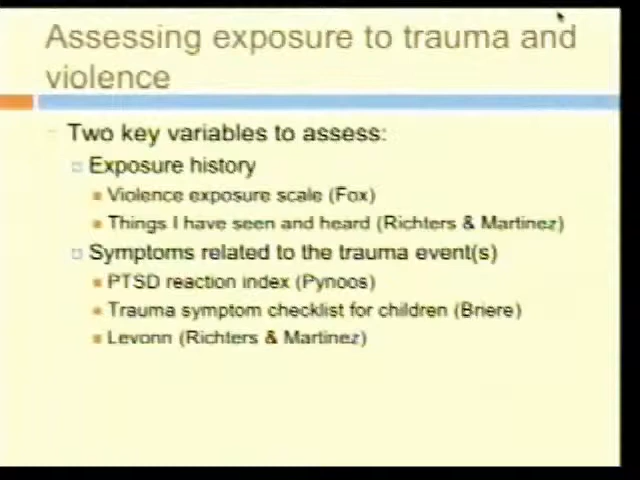 Assessing exposure to trauma and
violence
Two key variables to assess:
Exposure history
Violence exposure scale (Fox)
Things I have seen and heard (Richters & Martinez)
Symptoms related to the trauma event(s)
PTSD reaction index (Pynoos)
Trauma symptom checklist for children (Briere)
Levonn (Richters & Martinez)